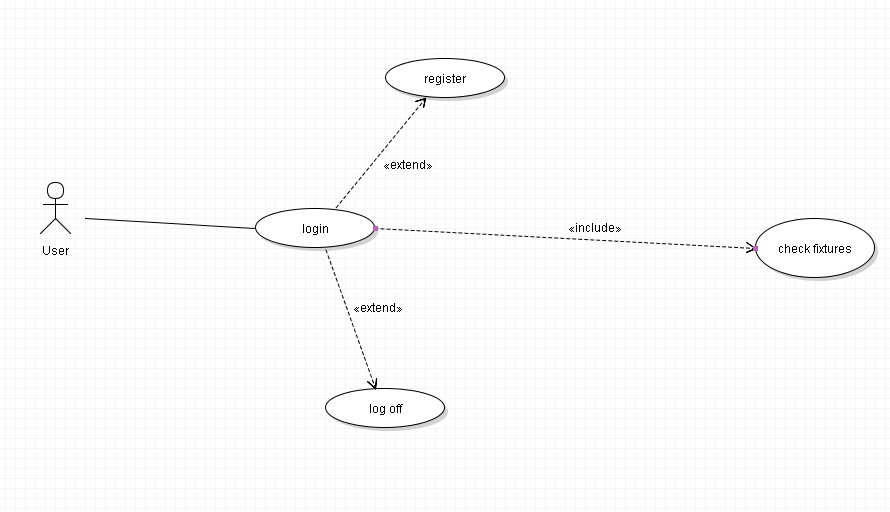 register
«extend»
User
login
«include»
check fixtures
«extend»
log off